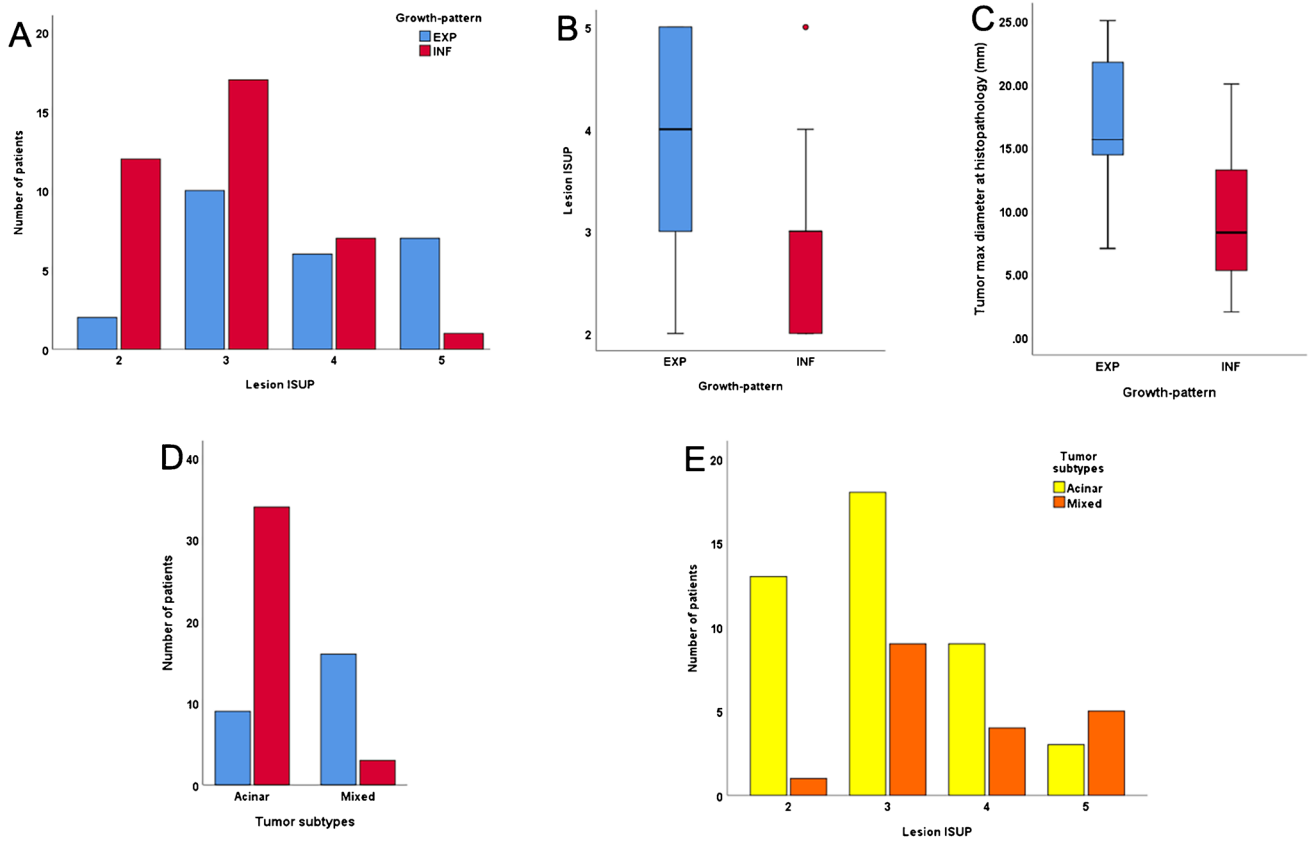 A
Growth-pattern
EXP
INF
20
15
10
5
0
Number of patients
2 3 4 5
Lesion ISUP
B
5
4
3
2
Lesion ISUP
EXP INF
Growth-pattern
C
25.00
20.00
15.00
10.00
5.00
.00
Tumor max diameter at histopathology (mm)
EXP INF
Growth-pattern
D
40
30
20
10
0
Number of patients
Acinar Mixed
Tumor subtypes
E
Tumor
subtypes
Acinar
Mixed
20
15
10
5
0
Number of patients
2 3 4 5
Lesion ISUP